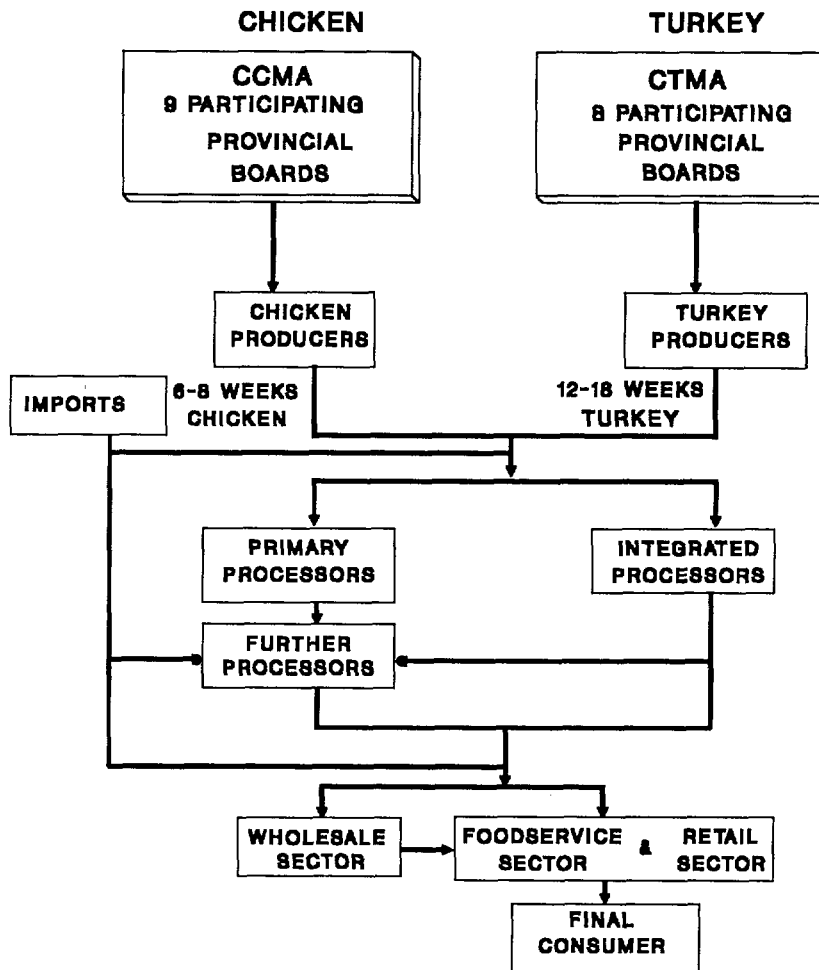 CHICKEN
TURKEY
CCMA
9 PARTICIPATING
PROVINCIAL
BOARDS
CTMA
8 PARTICIPATING
PROVINCIAL
BOARDS
CHICKEN
PRODUCERS
TURKEY
PRODUCERS
IMPORTS
6-8 WEEKS
CHICKEN
12-18 WEEKS
TURKEY
PRIMARY
PROCESSORS
INTEGRATED
PROCESSORS
FURTHER
PROCESSORS
WHOLESALE
SECTOR
FOODSERVICE & RETAIL
SECTOR SECTOR
FINAL
CONSUMER